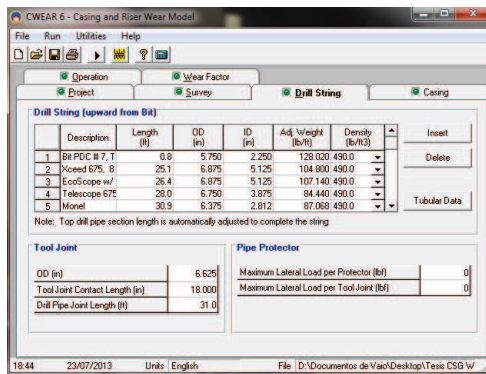 CWEAR 6 - Casing and Riser Wear Model
File Run Utilities Help
Operation Wear Factor
Project Survey Drill String Casing
Drill String (upward from Bit)
Description Length (ft) OD (in) ID (in) Adj. Weight (lb/ft) Density (lb/ft3)
1 Bit PDC # 7, T 0.8 5.750 2.250 128.020 490.0
2 Xceed 675, 8 25.1 6.875 5.125 104.800 490.0
3 EcoScope w/ 26.4 6.875 5.125 107.140 490.0
4 Telescope 675 28.0 6.750 3.875 84.440 490.0
5 Monel 30.9 6.375 2.812 87.068 490.0
Insert
Delete
Tubular Data
Note: Top drill pipe section length is automatically adjusted to complete the string
Tool Joint
OD (in) 6.625
Tool Joint Contact Length (in) 18.000
Drill Pipe Joint Length (ft) 31.0
Pipe Protector
Maximum Lateral Load per Protector (lbf) 0
Maximum Lateral Load per Tool Joint (lbf) 0
18:44 23/07/2013 Units English File D:\Documentos de Vaio\Desktop\Tesis CSG W